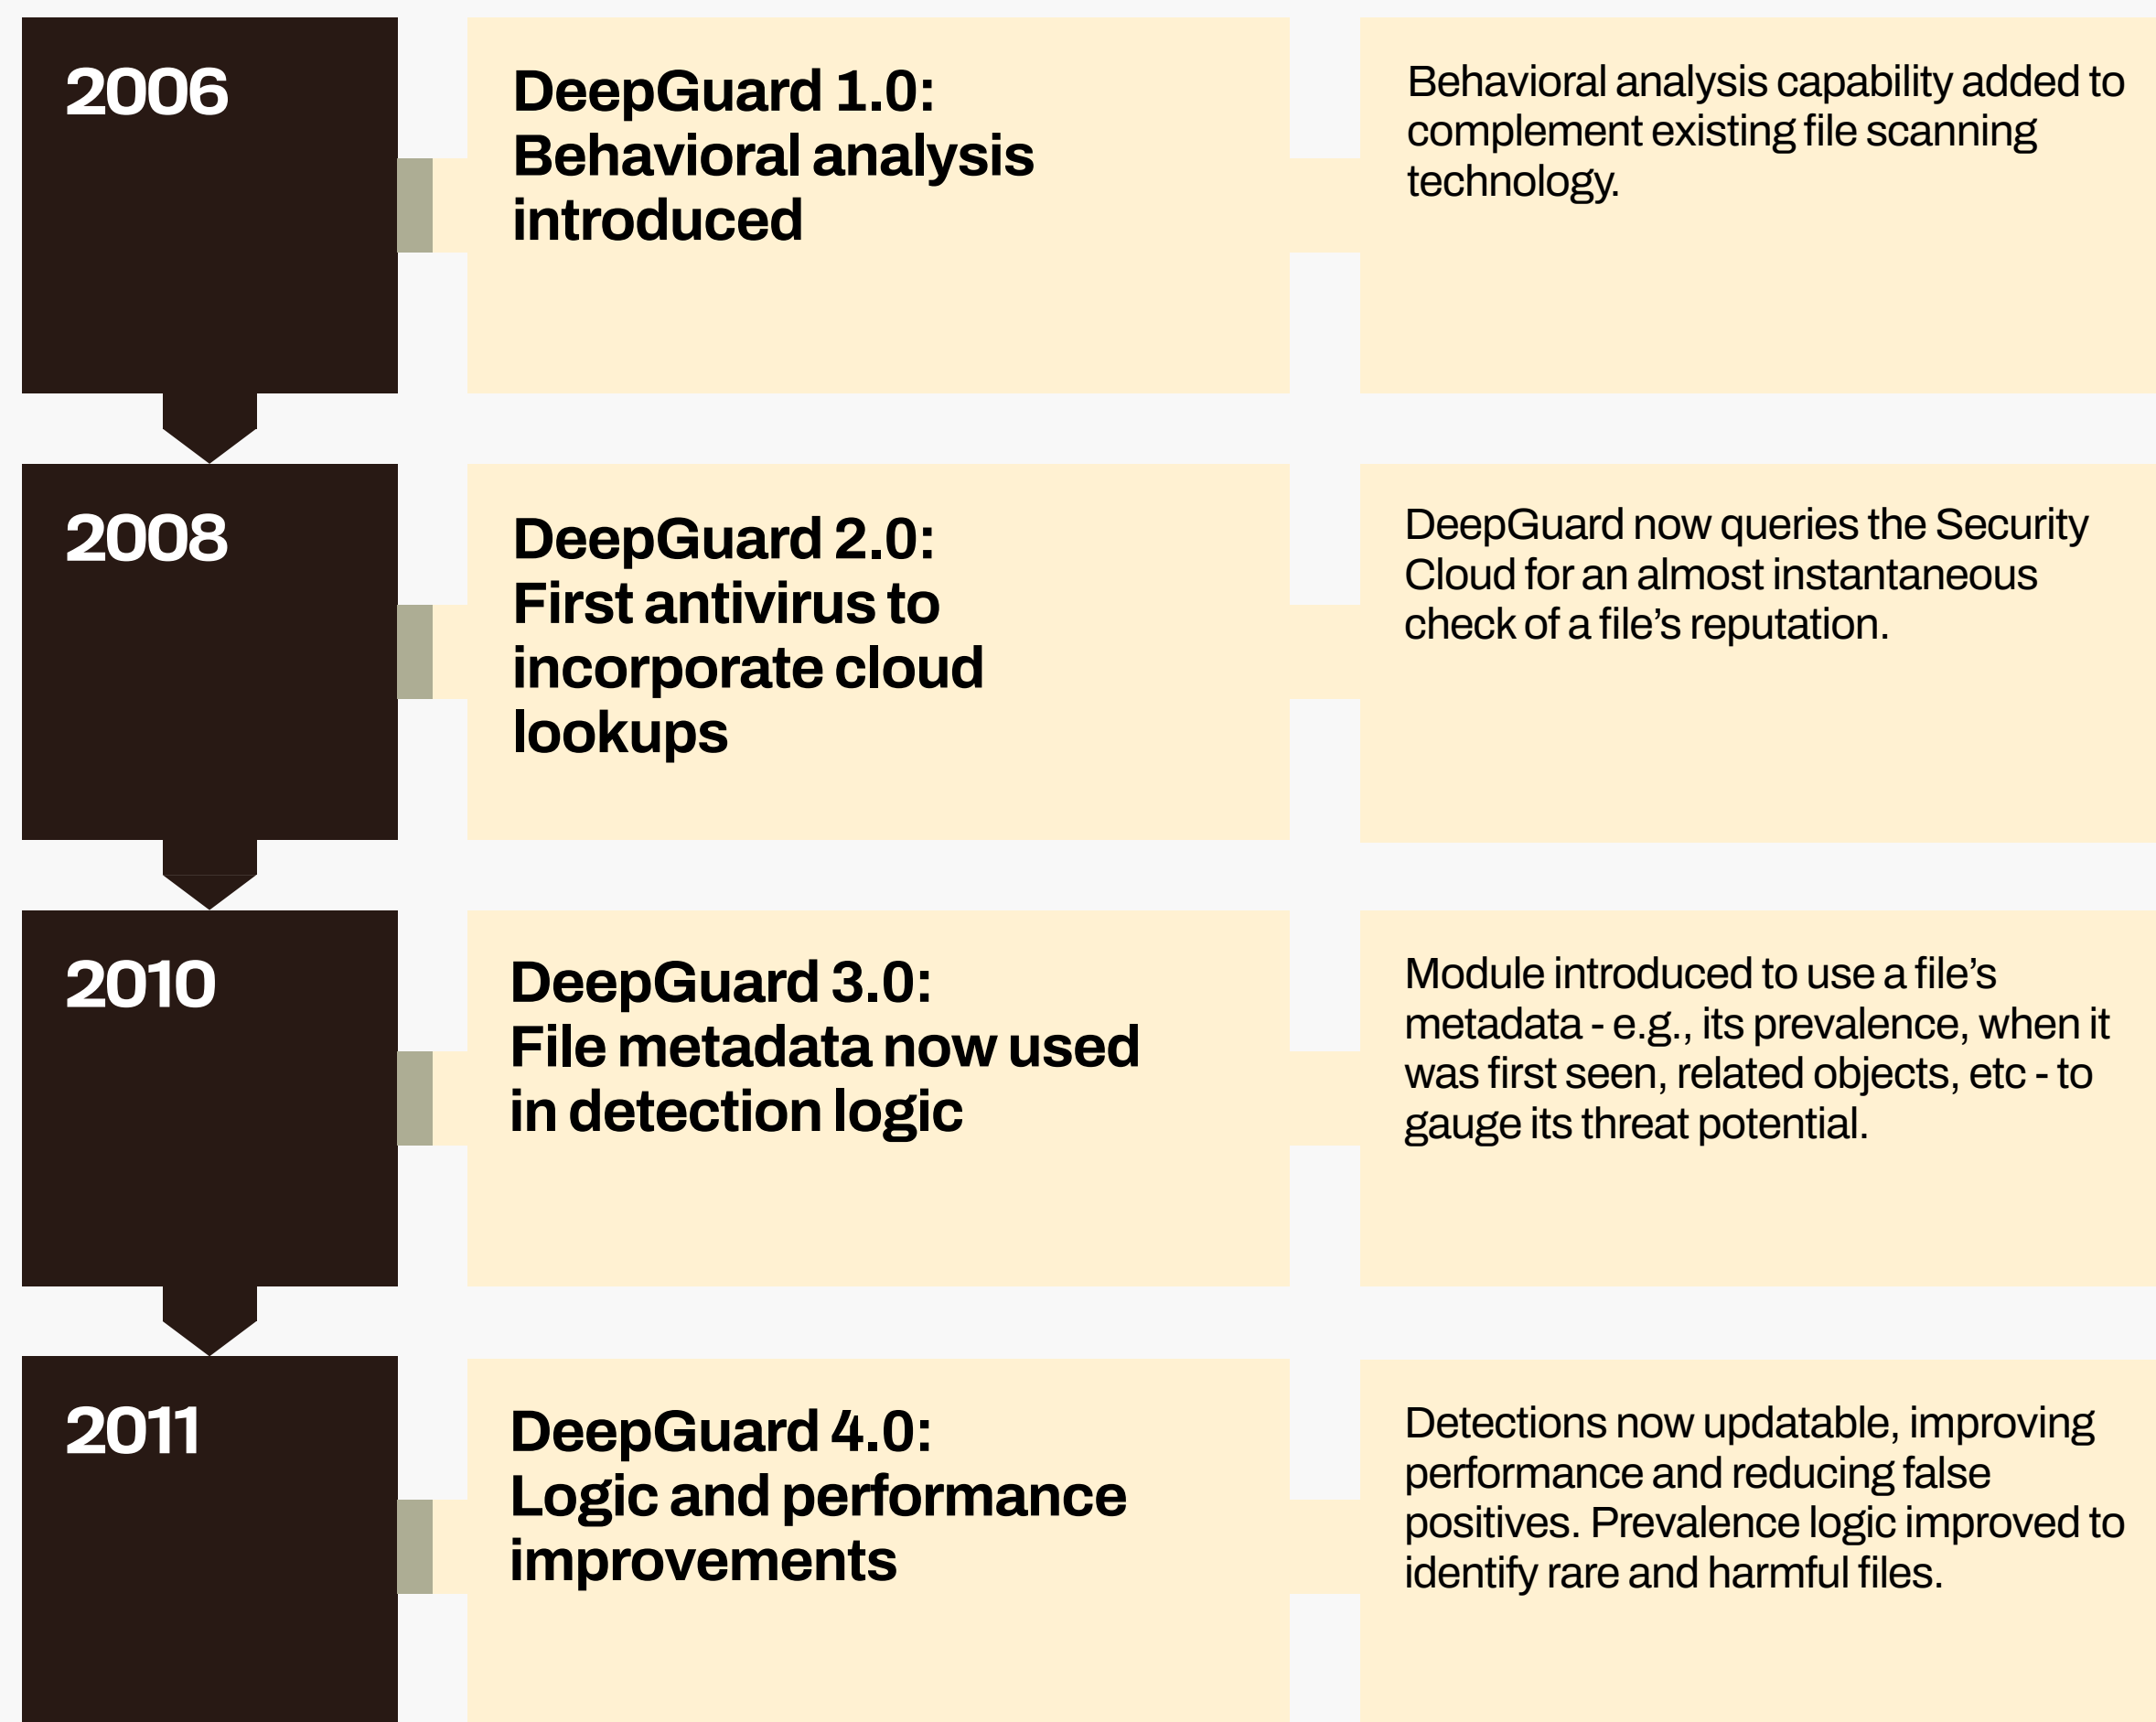 2006
DeepGuard 1.0:
Behavioral analysis
introduced
Behavioral analysis capability added to
complement existing file scanning
technology.
2008
DeepGuard 2.0:
First antivirus to
incorporate cloud
lookups
DeepGuard now queries the Security
Cloud for an almost instantaneous
check of a file’s reputation.
2010
DeepGuard 3.0:
File metadata now used
in detection logic
Module introduced to use a file’s
metadata - e.g., its prevalence, when it
was first seen, related objects, etc - to
gauge its threat potential.
2011
DeepGuard 4.0:
Logic and performance
improvements
Detections now updatable, improving
performance and reducing false
positives. Prevalence logic improved to
identify rare and harmful files.